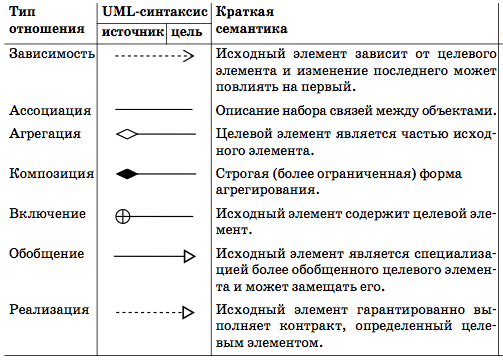 Тип отношения
UML-синтаксис
источник цель
Краткая семантика
Зависимость
Исходный элемент зависит от целевого
элемента и изменение последнего может
повлиять на первый.
Ассоциация
Описание набора связей между объектами.
Агрегация
Целевой элемент является частью исход-
ного элемента.
Композиция
Строгая (более ограниченная) форма
агрегирования.
Включение
Исходный элемент содержит целевой эле-
мент.
Обобщение
Исходный элемент является специализа-
цией более обобщенного целевого элемен-
та и может замещать его.
Реализация
Исходный элемент гарантированно вы-
полняет контракт, определенный целе-
вым элементом.